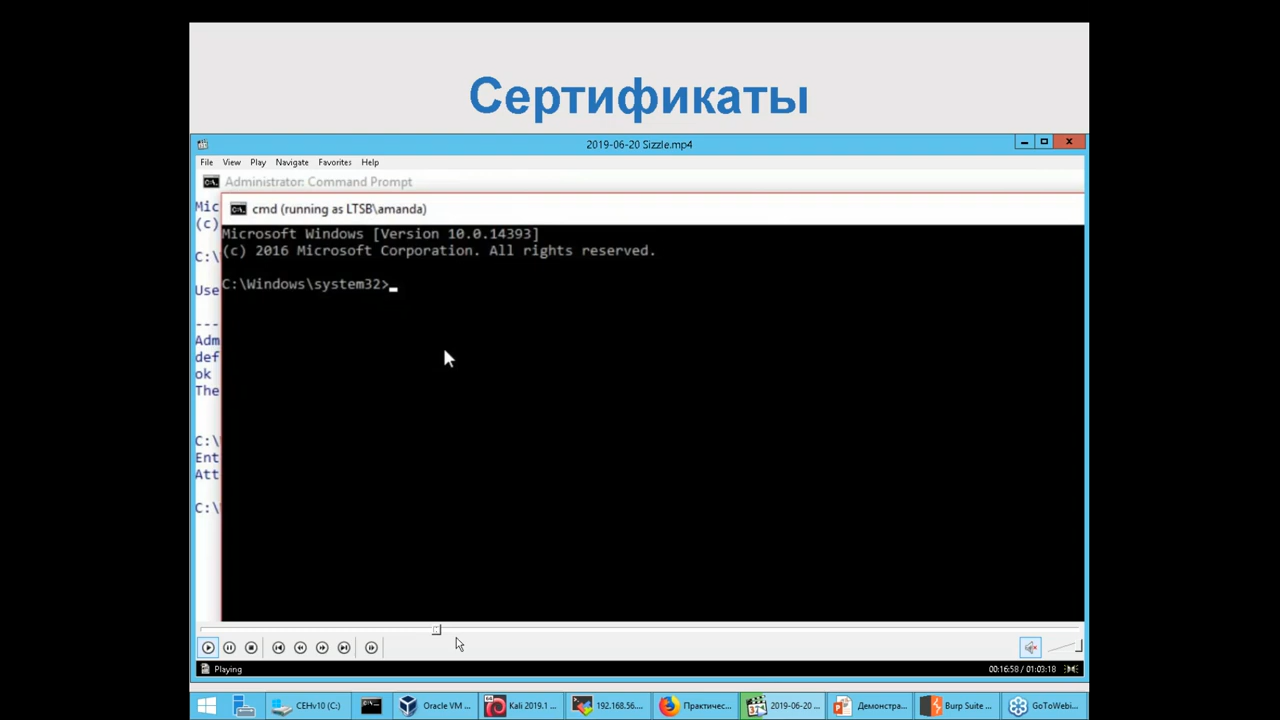 Сертификаты
2019-06-20 Sizzle.mp4
File View Play Navigate Favorites Help
Administrator: Command Prompt
Mic
(c)
cmd (running as LTSB\amanda)
Microsoft Windows [Version 10.0.14393]
(c) 2016 Microsoft Corporation. All rights reserved.
C:\
C:\Windows\system32>
Use
---
Adm
def
ok
The
C:\
Ent
Att
C:\
Playing
00:16:58 / 01:03:18
CEHv10 (C:)
Oracle VM ...
Kali 2019.1 ...
192.168.56....
Практичес...
2019-06-20 ...
Демонстра...
Burp Suite ...
GoToWebi...